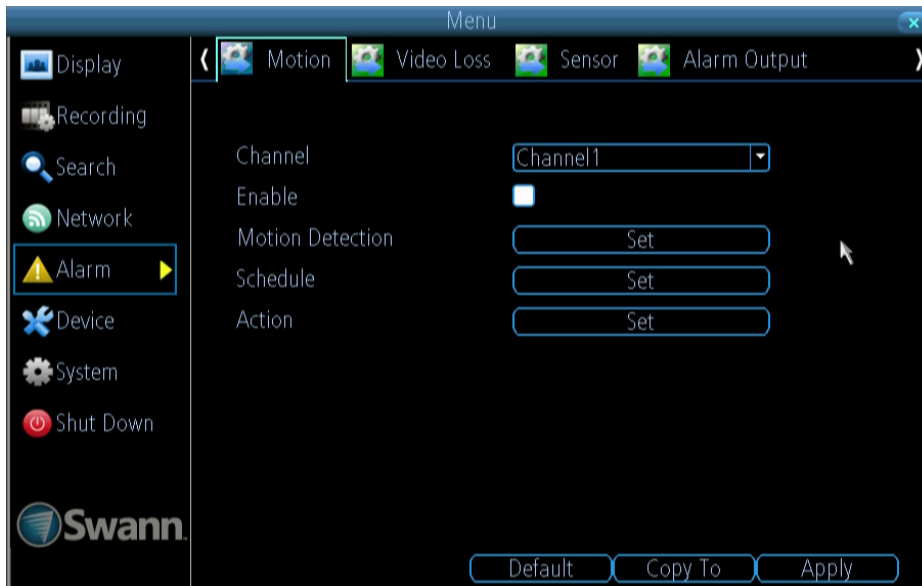 Menu
Display
Recording
Search
Network
Alarm
Device
System
Shut Down
Swann
Motion Video Loss Sensor Alarm Output
Channel Channel1
Enable
Motion Detection Set
Schedule Set
Action Set
Default Copy To Apply